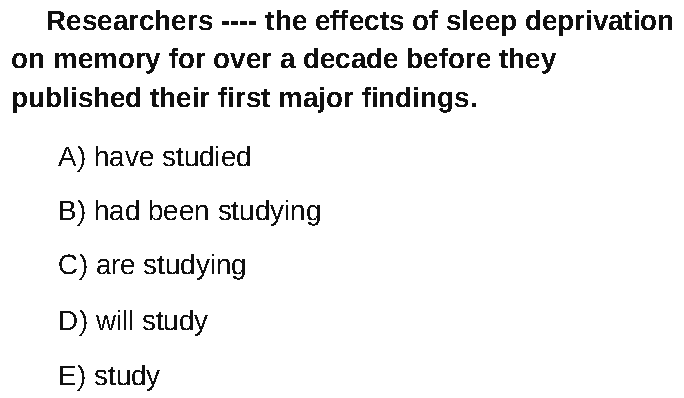 Researchers ---- the effects of sleep deprivation
on memory for over a decade before they
published their first major findings.
A) have studied
B) had been studying
C) are studying
D) will study
E) study